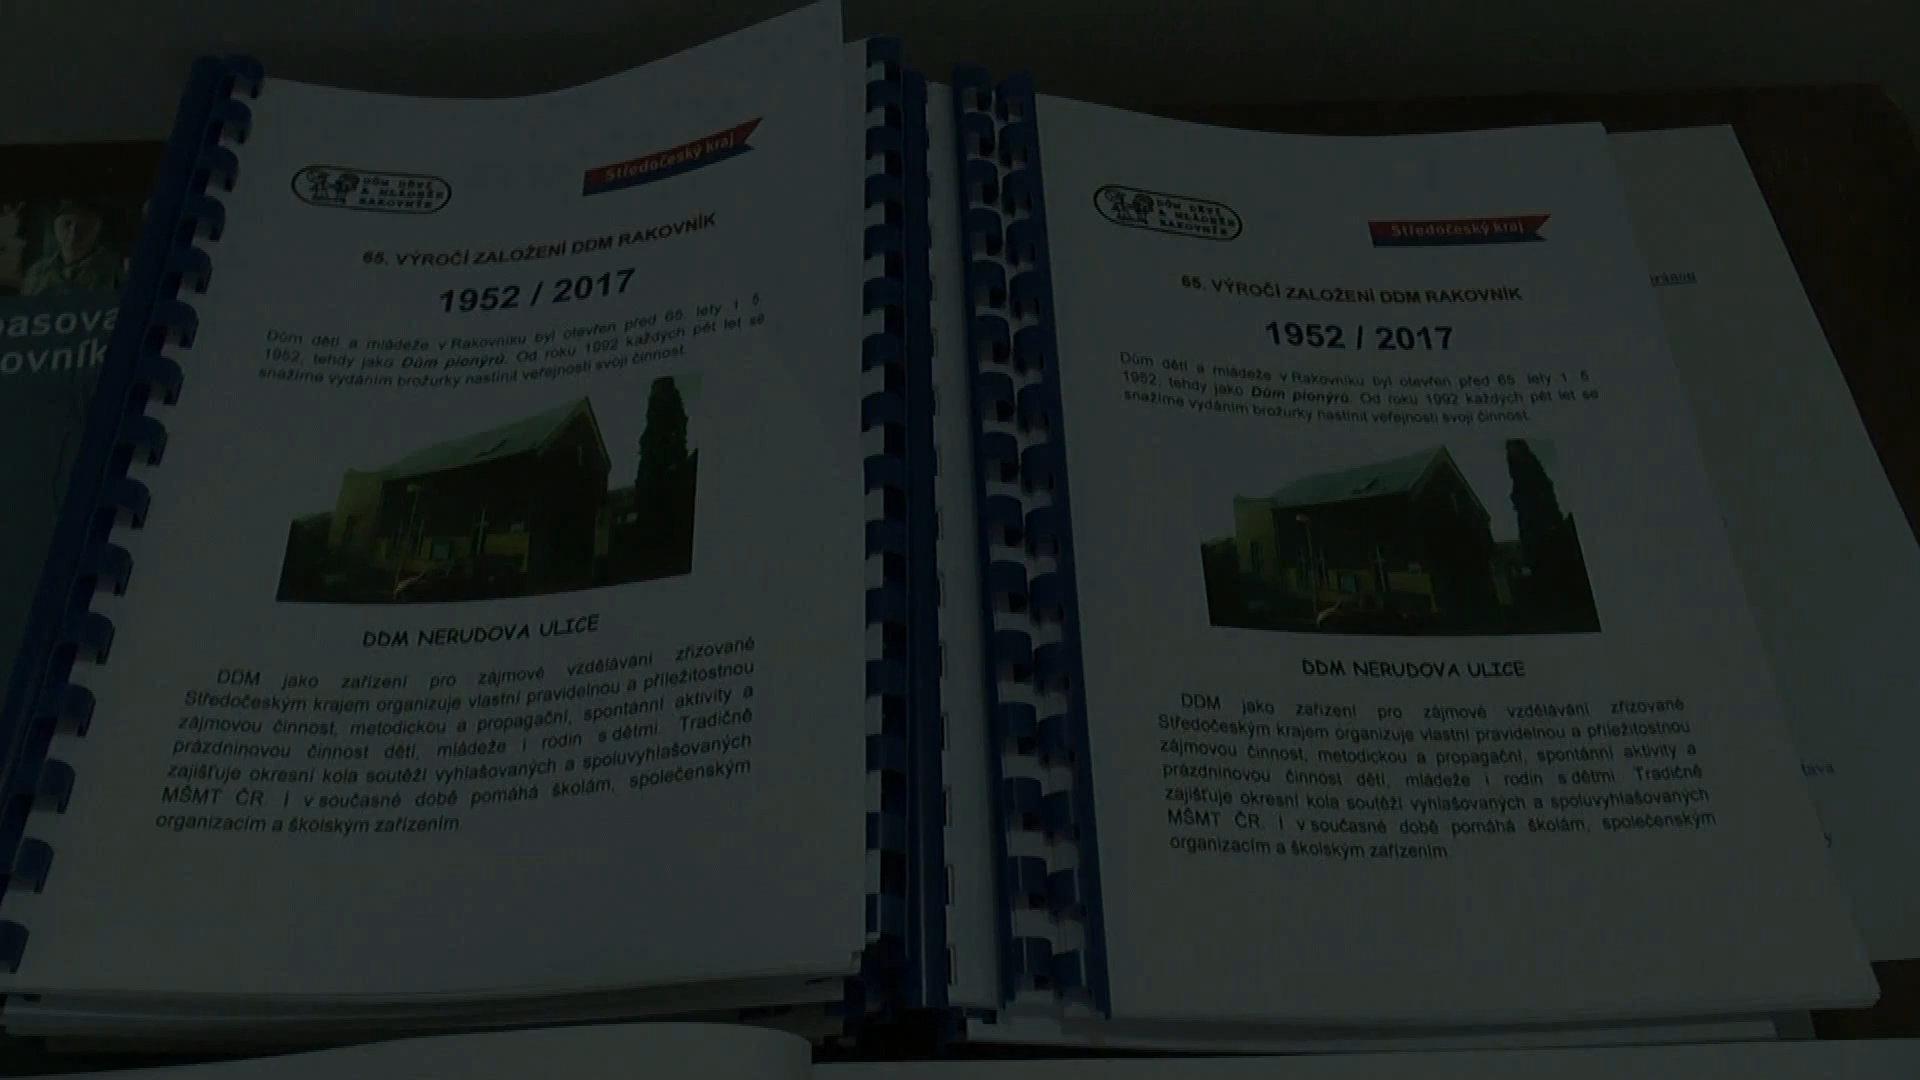 DŮM DĚTÍ
A MLÁDEŽE
RAKOVNÍK
Středočeský kraj
65. VÝROČÍ ZALOŽENÍ DDM RAKOVNÍK
1952 / 2017
Dům dětí a mládeže v Rakovníku byl otevřen před 65. lety 1. 5.
1952, tehdy jako Dům pionýrů. Od roku 1992 každých pět let se
snažíme vydáním brožurky nastínit veřejnosti svoji činnost.
DDM NERUDOVA ULICE
DDM jako zařízení pro zájmové vzdělávání zřizované
Středočeským krajem organizuje vlastní pravidelnou a příležitostnou
zájmovou činnost, metodickou a propagační, spontánní aktivity a
prázdninovou činnost dětí, mládeže i rodin s dětmi. Tradičně
zajišťuje okresní kola soutěží vyhlašovaných a spoluvyhlašovaných
MŠMT ČR. I v současné době pomáhá školám, společenským
organizacím a školským zařízením.
DŮM DĚTÍ
A MLÁDEŽE
RAKOVNÍK
Středočeský kraj
65. VÝROČÍ ZALOŽENÍ DDM RAKOVNÍK
1952 / 2017
Dům dětí a mládeže v Rakovníku byl otevřen před 65. lety 1. 5.
1952, tehdy jako Dům pionýrů. Od roku 1992 každých pět let se
snažíme vydáním brožurky nastínit veřejnosti svoji činnost.
DDM NERUDOVA ULICE
DDM jako zařízení pro zájmové vzdělávání zřizované
Středočeským krajem organizuje vlastní pravidelnou a příležitostnou
zájmovou činnost, metodickou a propagační, spontánní aktivity a
prázdninovou činnost dětí, mládeže i rodin s dětmi. Tradičně
zajišťuje okresní kola soutěží vyhlašovaných a spoluvyhlašovaných
MŠMT ČR. I v současné době pomáhá školám, společenským
organizacím a školským zařízením.